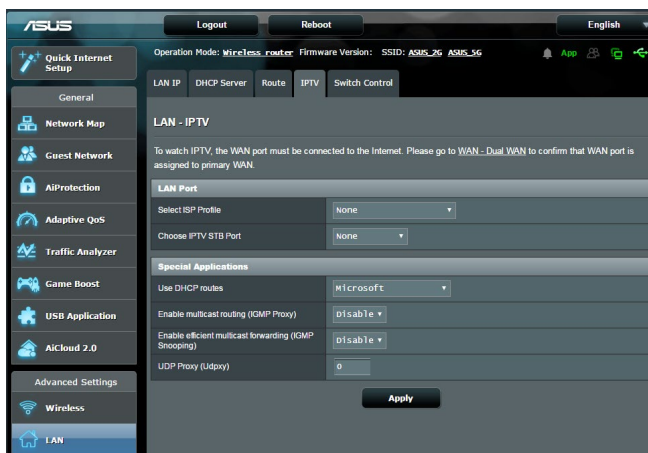 ASUS
Logout
Reboot
English
Quick Internet
Setup
Operation Mode: Wireless router Firmware Version: SSID: ASUS_2G ASUS_5G
App
LAN IP
DHCP Server
Route
IPTV
Switch Control
General
Network Map
Guest Network
AiProtection
Adaptive QoS
Traffic Analyzer
Game Boost
USB Application
AiCloud 2.0
Advanced Settings
Wireless
LAN
LAN - IPTV
To watch IPTV, the WAN port must be connected to the Internet. Please go to WAN - Dual WAN to confirm that WAN port is
assigned to primary WAN.
LAN Port
Select ISP Profile
None
Choose IPTV STB Port
None
Special Applications
Use DHCP routes
Microsoft
Enable multicast routing (IGMP Proxy)
Disable
Enable efficient multicast forwarding (IGMP
Snooping)
Disable
UDP Proxy (Udpxy)
0
Apply